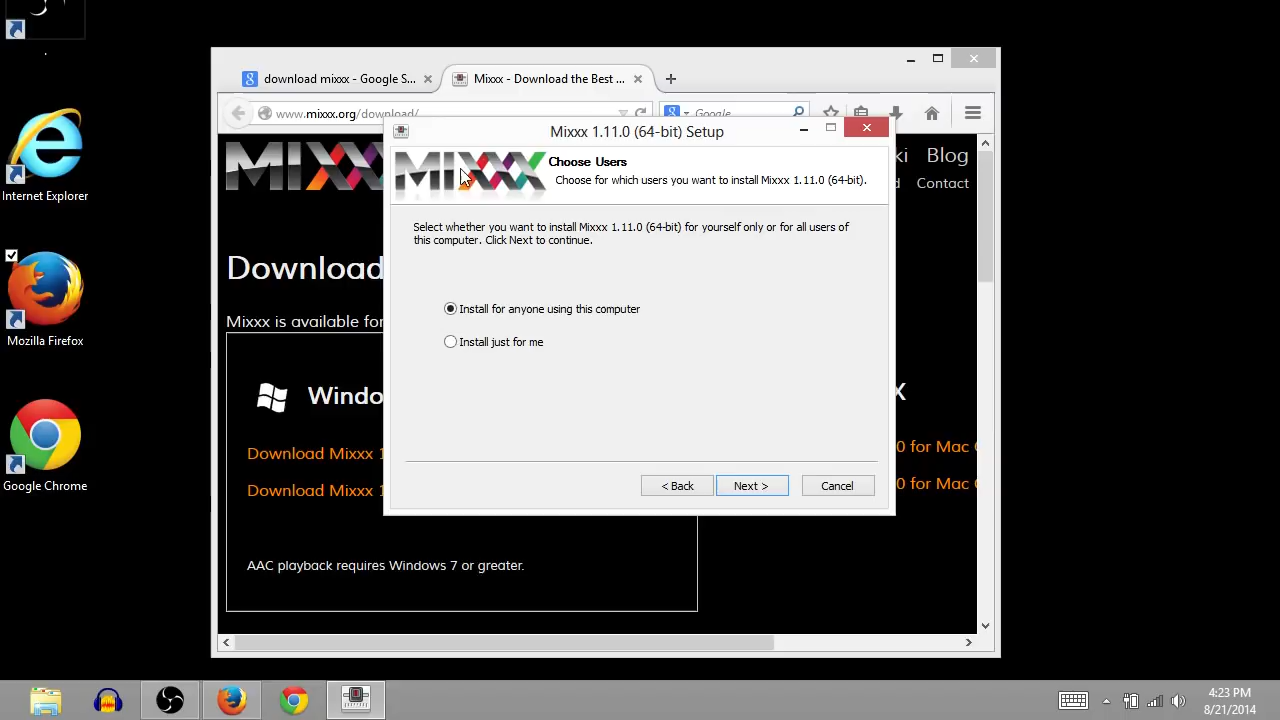 download mixxx - Google S...
Mixxx - Download the Best ...
www.mixxx.org/download/
Google
Mixxx 1.11.0 (64-bit) Setup
MIXXX
MIXXX
Choose Users
Choose for which users you want to install Mixxx 1.11.0 (64-bit).
ki Blog
d Contact
Select whether you want to install Mixxx 1.11.0 (64-bit) for yourself only or for all users of
this computer. Click Next to continue.
Install for anyone using this computer
Install just for me
< Back Next > Cancel
Download
Mixxx is available for
Windo
X
Download Mixxx 1
0 for Mac
Download Mixxx 1
0 for Mac
AAC playback requires Windows 7 or greater.
Internet Explorer
Mozilla Firefox
Google Chrome
4:23 PM
8/21/2014